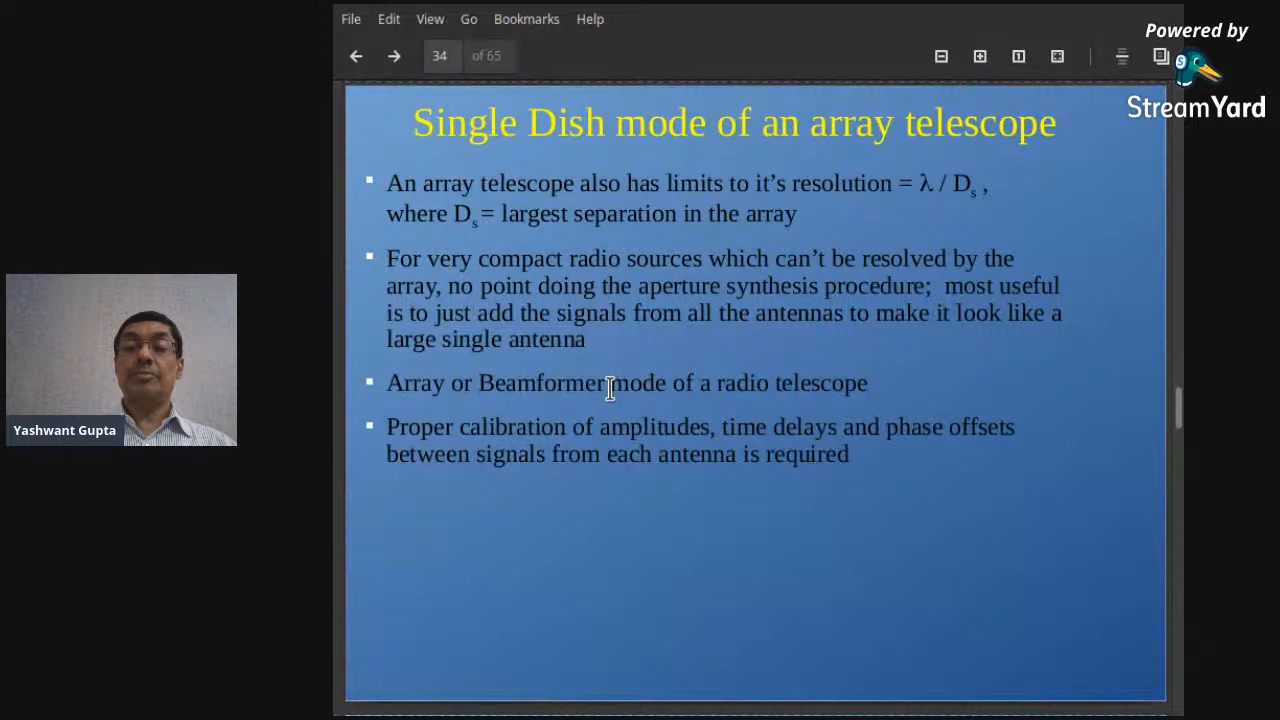 File Edit View Go Bookmarks Help
Powered by
34 of 65
StreamYard
Single Dish mode of an array telescope
An array telescope also has limits to it’s resolution = λ / Ds ,
where Ds = largest separation in the array
For very compact radio sources which can’t be resolved by the
array, no point doing the aperture synthesis procedure; most useful
is to just add the signals from all the antennas to make it look like a
large single antenna
Array or Beamformer mode of a radio telescope
Proper calibration of amplitudes, time delays and phase offsets
between signals from each antenna is required
Yashwant Gupta